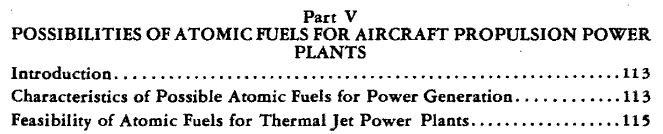 Part V
POSSIBILITIES OF ATOMIC FUELS FOR AIRCRAFT PROPULSION POWER
PLANTS
Introduction............................................................113
Characteristics of Possible Atomic Fuels for Power Generation............113
Feasibility of Atomic Fuels for Thermal Jet Power Plants.................115